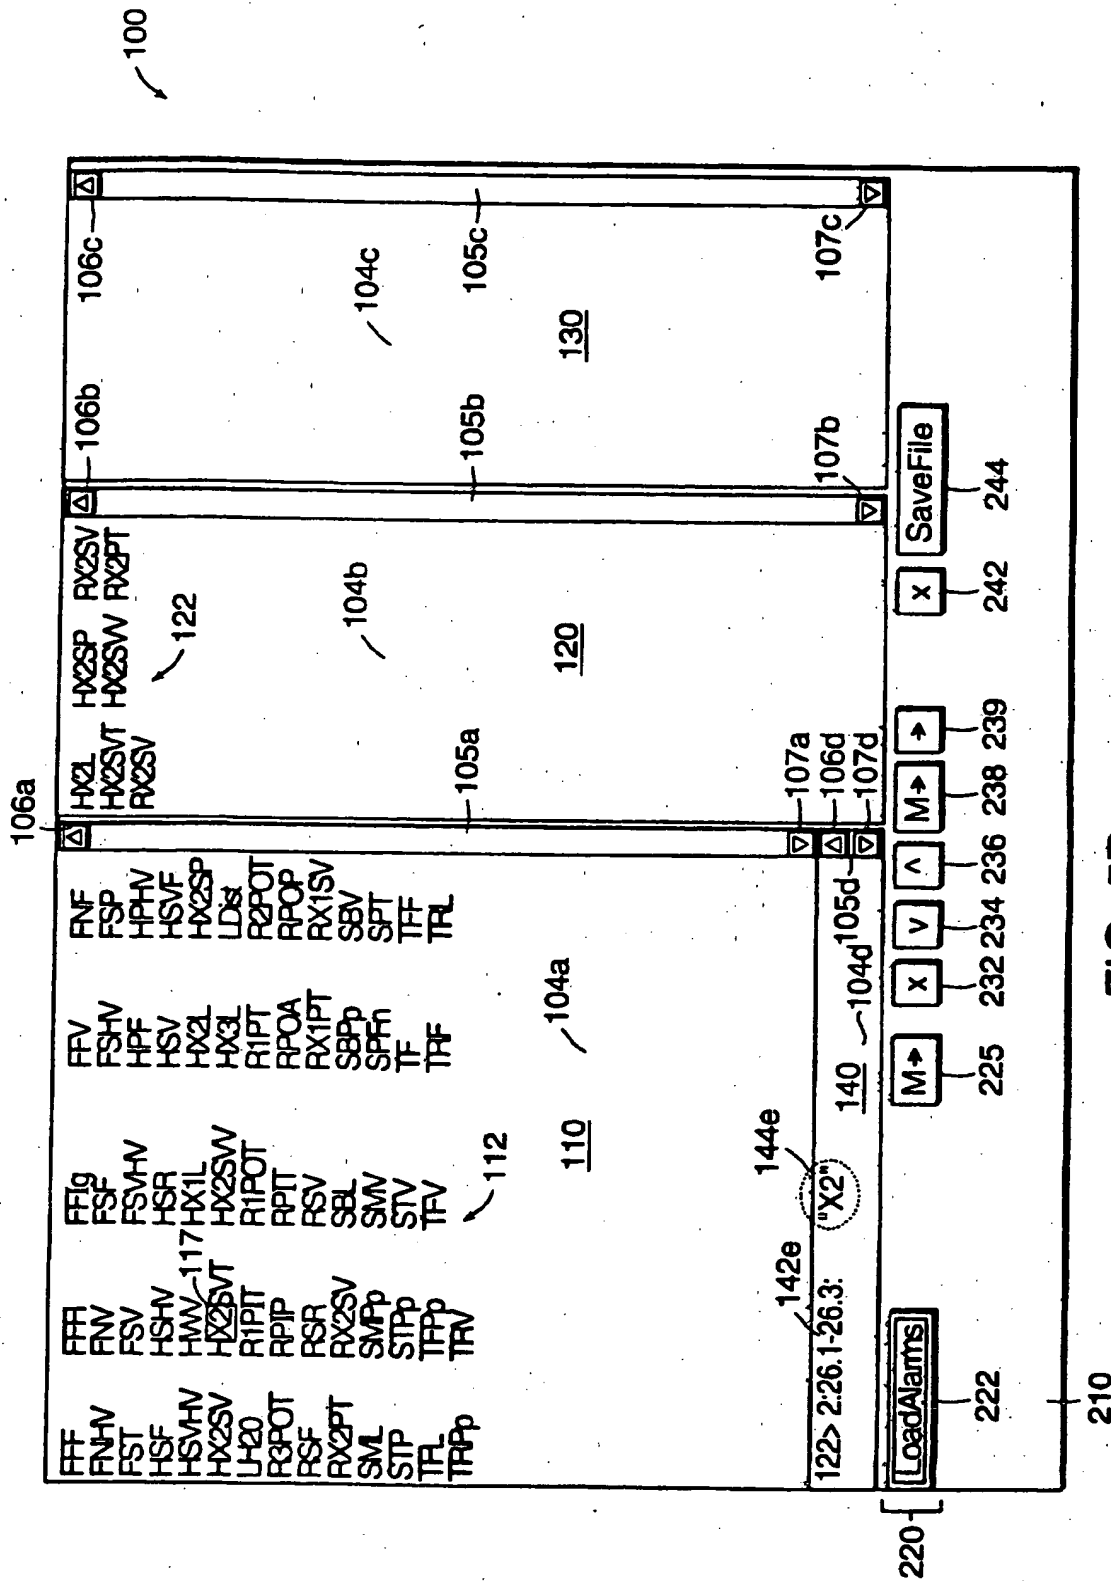 100
106a
106b
106c
FFF FFR FFlg FFV FNF
FNHV FNV FSF FSHV FSP
FST FSV FSVHV HPF HPHV
HSF HSHV HSR HSV HSVF
HSVHV HWV HX1L HX2L HX2SP
HX2SV HX2SVT HX2SVV HX3L LDist
LH20 R1PIT R1POT R1PT R2POT
R3POT RPIP RPIT RPOA RPOP
RSF RSR RSV RX1PT RX1SV
RX2PT RX2SV SBL SBPp SBV
SML SMPp SMV SPFn SPT
STP STPp STV TF TFF
TFL TFPp TFV TRF TRL
TRPp TRV
117
112
HX2L HX2SP RX2SV
HX2SVT HX2SVV RX2PT
RX2SV
122
104a
104b
104c
105a
105b
105c
110
120
130
142e
144e
107a
106d
107d
107b
107c
122> 2:26.1-26.3: "X2"
140
104d
105d
LoadAlarms M→ x v ^ M→ → x SaveFile
220
222
225
232
234
236
238
239
242
244
210